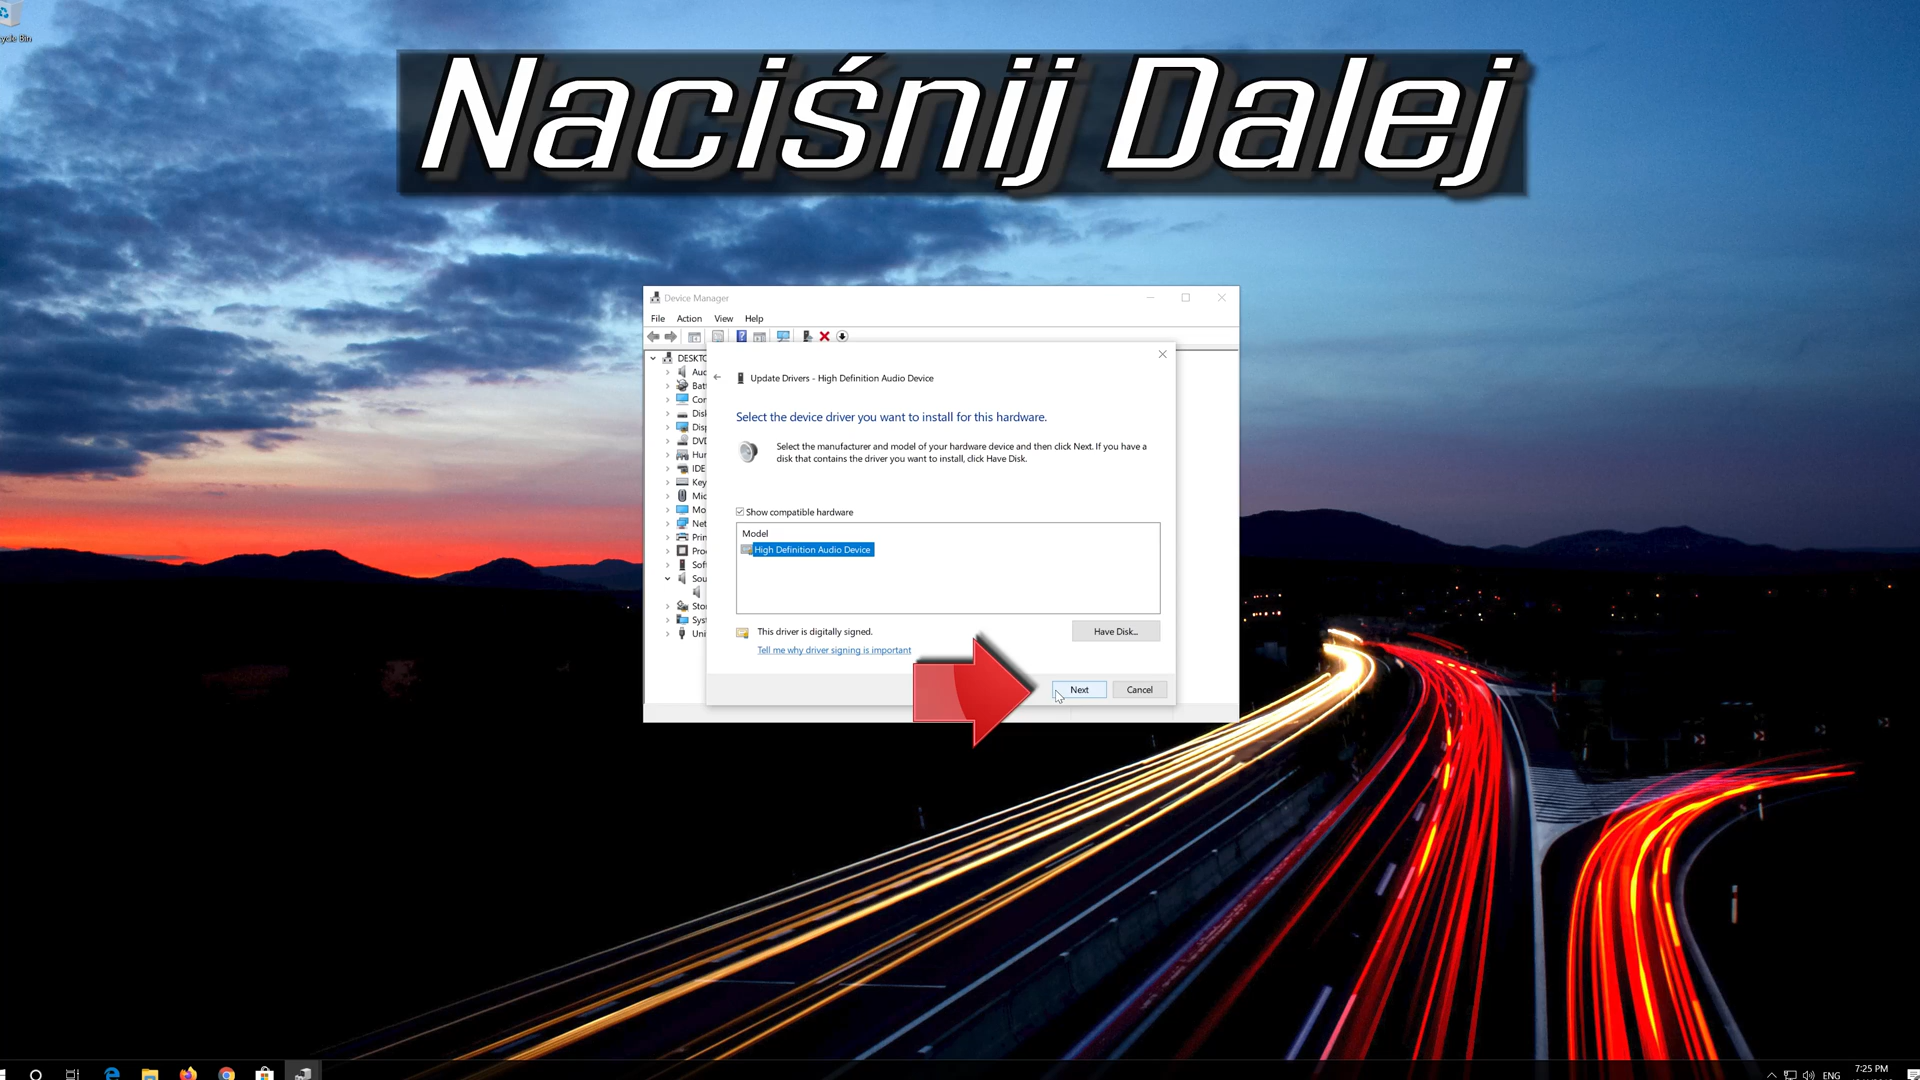 Naciśnij Dalej
Device Manager
File Action View Help
DESKTO
Update Drivers - High Definition Audio Device
Select the device driver you want to install for this hardware.
Select the manufacturer and model of your hardware device and then click Next. If you have a
disk that contains the driver you want to install, click Have Disk.
Show compatible hardware
Model
High Definition Audio Device
This driver is digitally signed.
Have Disk...
Tell me why driver signing is important
Next Cancel
ENG 7:25 PM